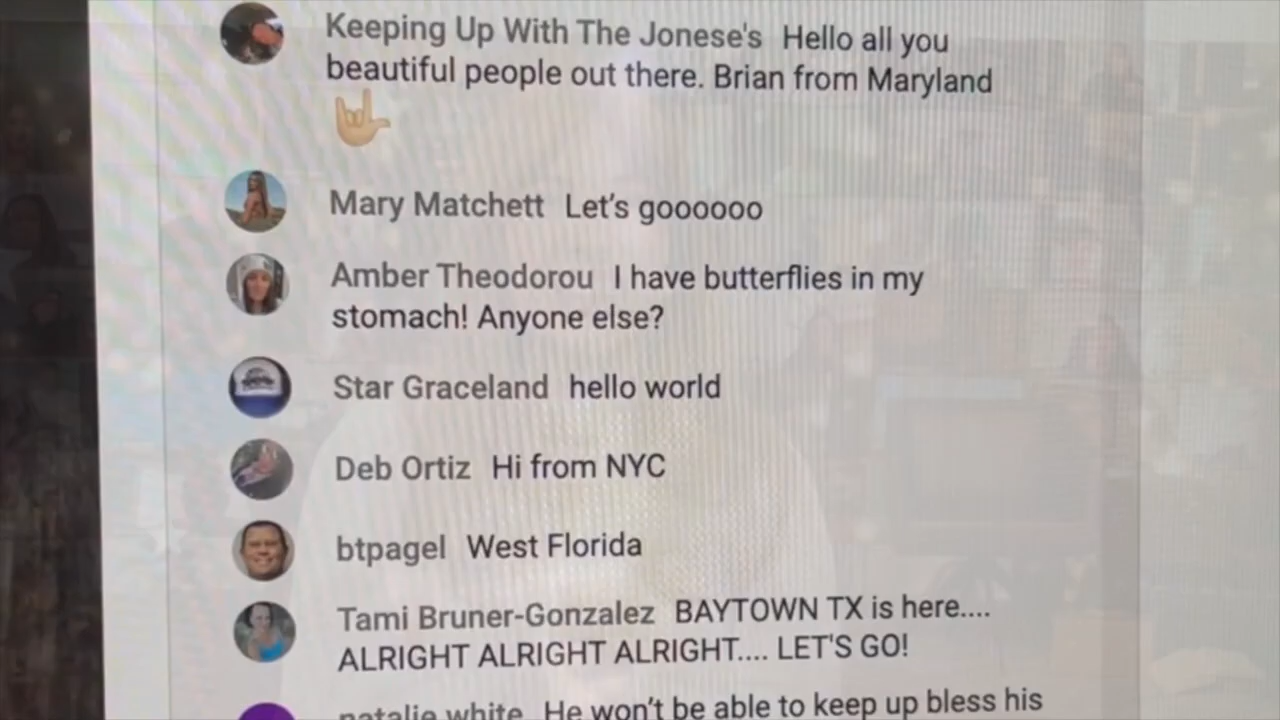 Keeping Up With The Jonese's Hello all you
beautiful people out there. Brian from Maryland
Mary Matchett Let's goooooo
Amber Theodorou I have butterflies in my
stomach! Anyone else?
Star Graceland hello world
Deb Ortiz Hi from NYC
btpagel West Florida
Tami Bruner-Gonzalez BAYTOWN TX is here....
ALRIGHT ALRIGHT ALRIGHT.... LET'S GO!
natalie white He won't be able to keep up bless his